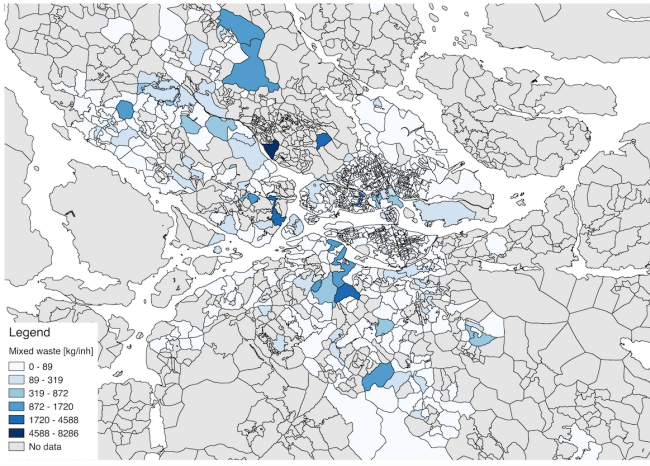 Legend
Mixed waste [kg/inh]
0 - 89
89 - 319
319 - 872
872 - 1720
1720 - 4588
4588 - 8286
No data